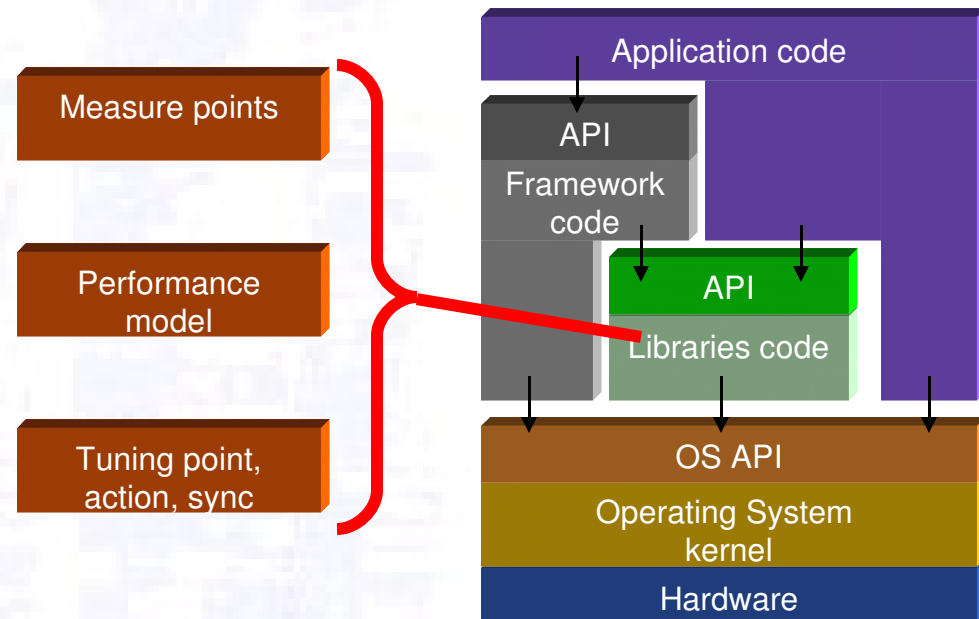 Measure points
Performance
model
Tuning point,
action, sync
Application code
API
Framework
code
API
Libraries code
OS API
Operating System
kernel
Hardware